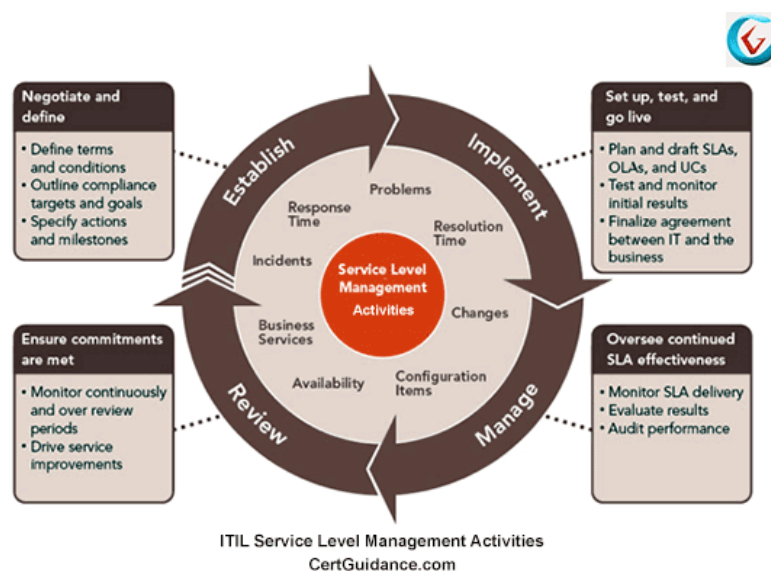 Negotiate and
define
• Define terms
and conditions
• Outline compliance
targets and goals
• Specify actions
and milestones
Set up, test, and
go live
• Plan and draft SLAs,
OLAs, and UCs
• Test and monitor
initial results
• Finalize agreement
between IT and the
business
Establish
Implement
Manage
Review
Problems
Response
Time
Resolution
Time
Incidents
Service Level
Management
Activities
Changes
Business
Services
Availability
Configuration
Items
Ensure commitments
are met
• Monitor continuously
and over review
periods
• Drive service
improvements
Oversee continued
SLA effectiveness
• Monitor SLA delivery
• Evaluate results
• Audit performance
ITIL Service Level Management Activities
CertGuidance.com